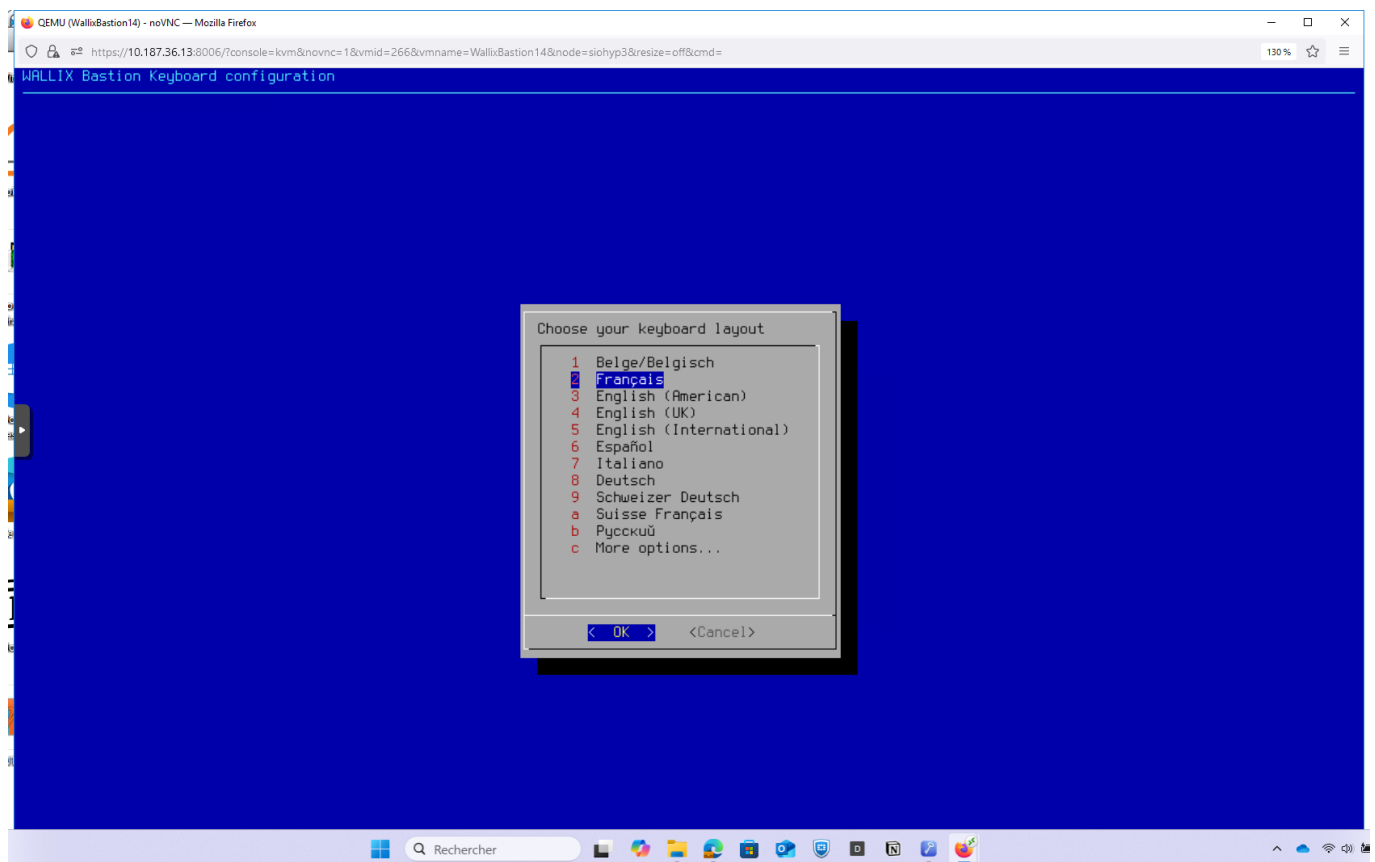 QEMU (WallixBastion14) - noVNC — Mozilla Firefox
https://10.187.36.13:8006/?console=kvm&novnc=1&vmid=266&vmname=WallixBastion14&node=siohyp3&resize=off&cmd=
130 %
WALLIX Bastion Keyboard configuration
Choose your keyboard layout
1 Belge/Belgisch
2 Français
3 English (American)
4 English (UK)
5 English (International)
6 Español
7 Italiano
8 Deutsch
9 Schweizer Deutsch
a Suisse Français
b Русский
c More options...
< OK > <Cancel>
Rechercher